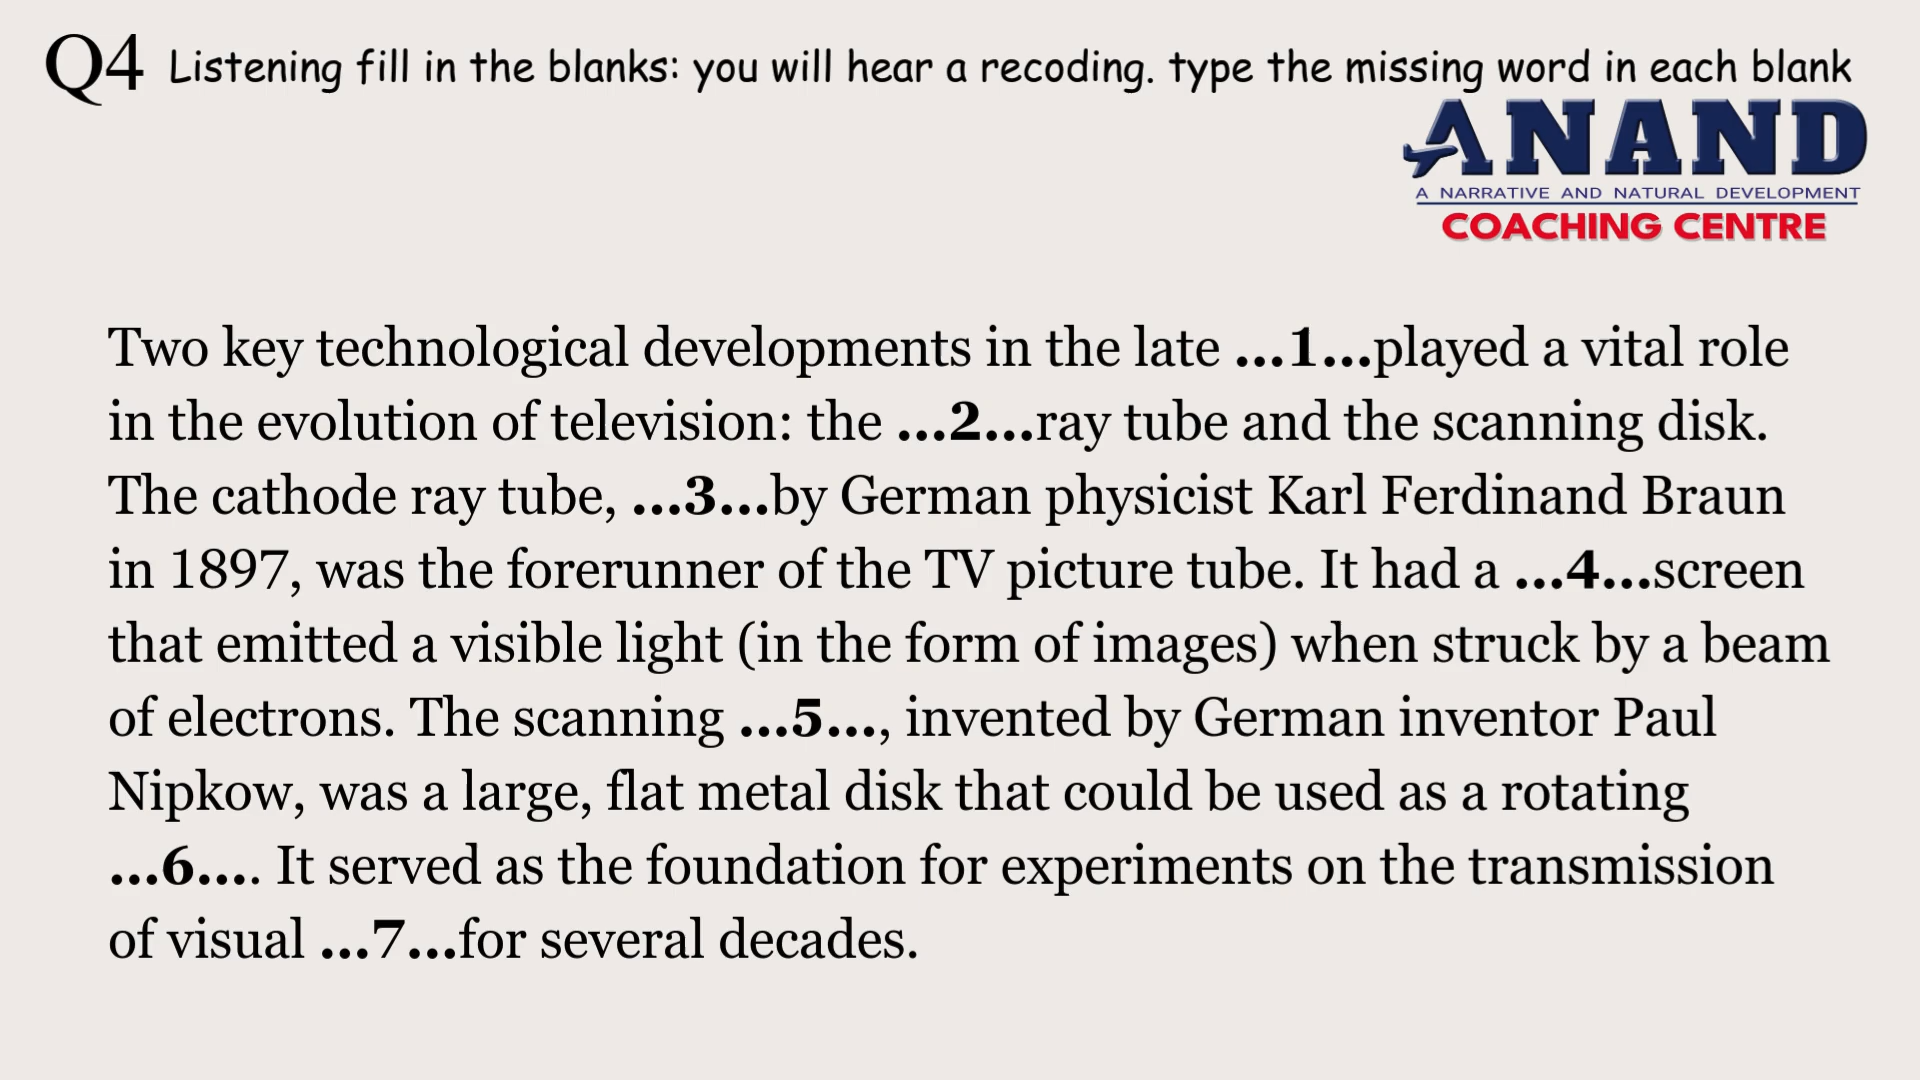 Q4 Listening fill in the blanks: you will hear a recoding. type the missing word in each blank
ANAND
A NARRATIVE AND NATURAL DEVELOPMENT
COACHING CENTRE
Two key technological developments in the late ...1...played a vital role
in the evolution of television: the ...2...ray tube and the scanning disk.
The cathode ray tube, ...3...by German physicist Karl Ferdinand Braun
in 1897, was the forerunner of the TV picture tube. It had a ...4...screen
that emitted a visible light (in the form of images) when struck by a beam
of electrons. The scanning ...5..., invented by German inventor Paul
Nipkow, was a large, flat metal disk that could be used as a rotating
...6.... It served as the foundation for experiments on the transmission
of visual ...7...for several decades.